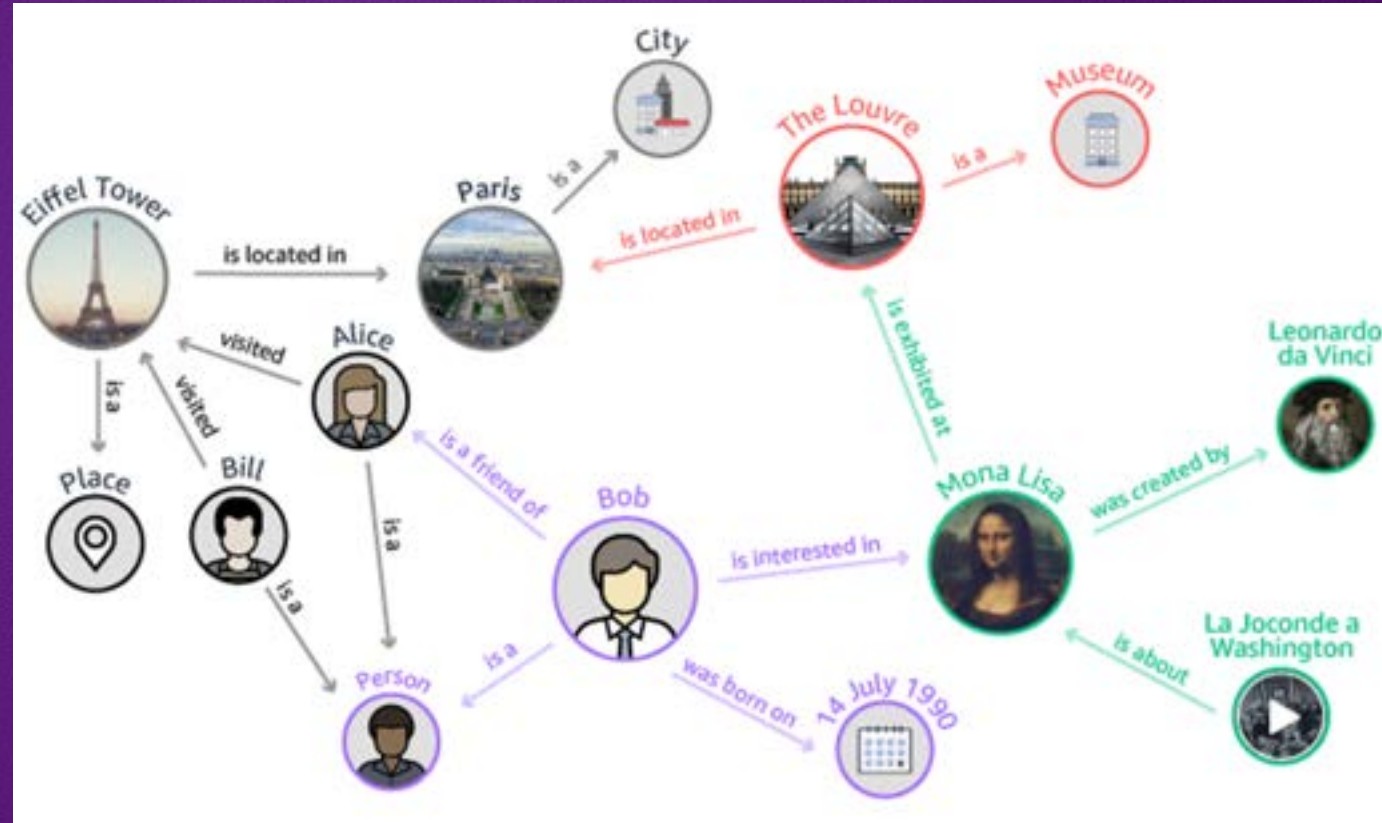 City
The Louvre
Museum
is a
is a
Eiffel Tower
Paris
is located in
is located in
visited
Alice
is exhibited at
Leonardo
da Vinci
is a
visited
is a friend of
Place
Bill
is a
Bob
Mona Lisa
was created by
is interested in
is a
is a
is about
La Joconde a
Washington
Person
was born on
14 July 1990